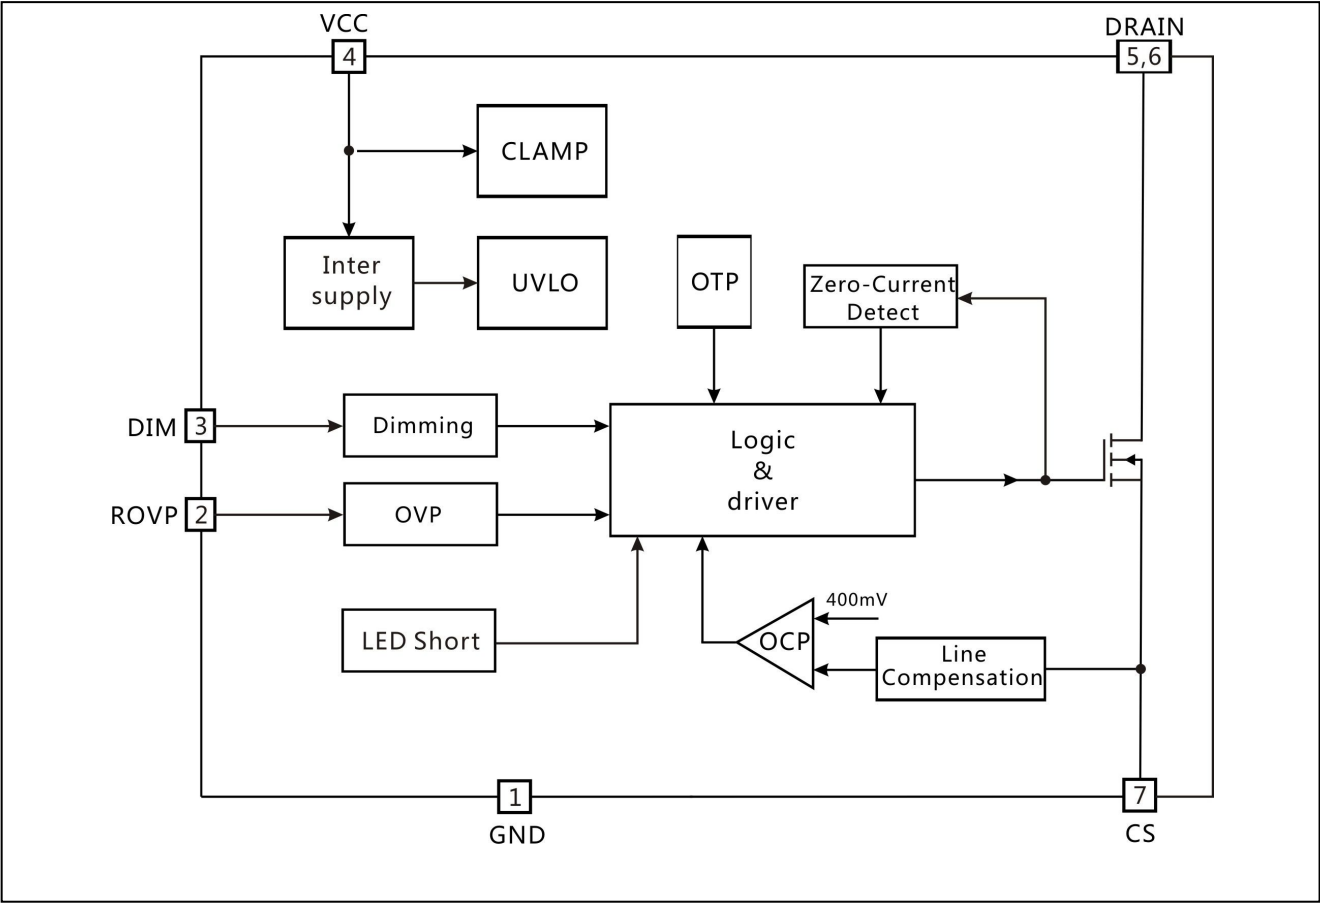 VCC
DRAIN
4
5,6
CLAMP
Inter
supply
UVLO
OTP
Zero-Current
Detect
DIM
3
Dimming
Logic
&
driver
ROVP
2
OVP
400mV
LED Short
OCP
Line
Compensation
1
7
GND
CS